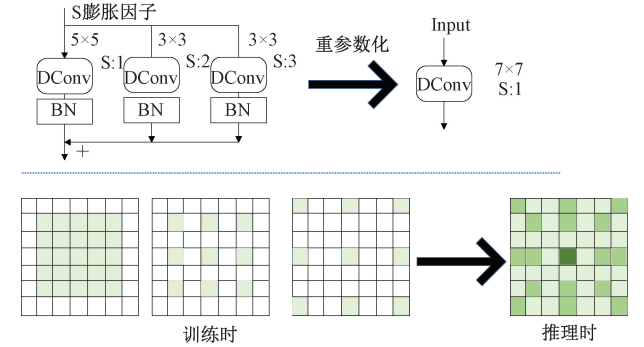 S膨胀因子
5×5
3×3
3×3
S:1
S:2
S:3
DConv
DConv
DConv
BN
BN
BN
+
重参数化
Input
DConv
7×7
S:1
训练时
推理时